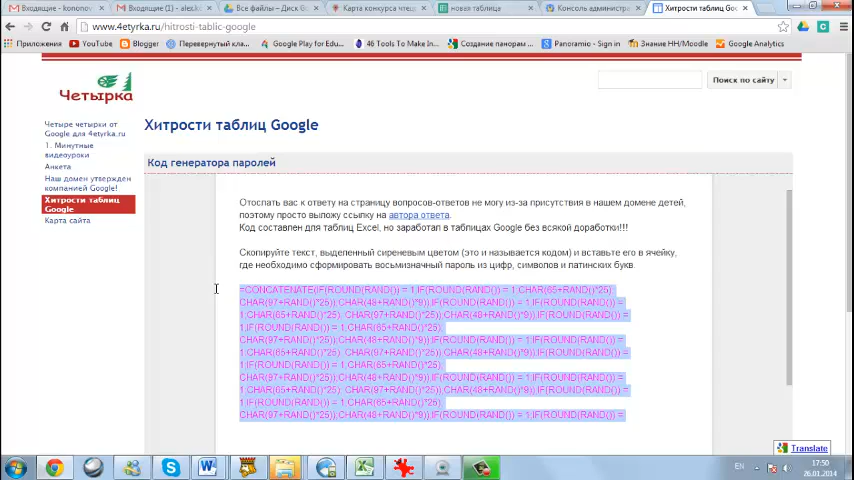 Входящие - kononov
Входящие (1) - alex.k
Все файлы – Диск G
Карта конкурса чтец
новая таблица
Консоль администра
Хитрости таблиц Goo
www.4etyrka.ru/hitrosti-tablic-google
Приложения
YouTube
Blogger
Перевернутый клас...
Google Play for Edu...
46 Tools To Make In...
Создание панорам ...
Panoramio - Sign in
Знание НН/Moodle
Google Analytics
Четырка
Поиск по сайту
Четыре четырки от
Google для 4etyrka.ru
1. Минутные
видеоуроки
Анкета
Наш домен утвержден
компанией Google!
Хитрости таблиц
Google
Карта сайта
Хитрости таблиц Google
Код генератора паролей
Отоспать вас к ответу на страницу вопросов-ответов не могу из-за присутствия в нашем домене детей,
поэтому просто выложу ссылку на автора ответа.
Код составлен для таблиц Excel, но заработал в таблицах Google без всякой доработки!!!
Скопируйте текст, выделенный сиреневым цветом (это и называется кодом) и вставьте его в ячейку,
где необходимо сформировать восьмизначный пароль из цифр, символов и латинских букв.
=CONCATENATE(IF(ROUND(RAND()) = 1;IF(ROUND(RAND()) = 1;CHAR(65+RAND()*25);
CHAR(97+RAND()*25));CHAR(48+RAND()*9));IF(ROUND(RAND()) = 1;IF(ROUND(RAND()) =
1;CHAR(65+RAND()*25); CHAR(97+RAND()*25));CHAR(48+RAND()*9));IF(ROUND(RAND()) =
1;IF(ROUND(RAND()) = 1;CHAR(65+RAND()*25);
CHAR(97+RAND()*25));CHAR(48+RAND()*9));IF(ROUND(RAND()) = 1;IF(ROUND(RAND()) =
1;CHAR(65+RAND()*25); CHAR(97+RAND()*25));CHAR(48+RAND()*9));IF(ROUND(RAND()) =
1;IF(ROUND(RAND()) = 1;CHAR(65+RAND()*25);
CHAR(97+RAND()*25));CHAR(48+RAND()*9));IF(ROUND(RAND()) = 1;IF(ROUND(RAND()) =
1;CHAR(65+RAND()*25); CHAR(97+RAND()*25));CHAR(48+RAND()*9));IF(ROUND(RAND()) =
1;IF(ROUND(RAND()) = 1;CHAR(65+RAND()*25);
CHAR(97+RAND()*25));CHAR(48+RAND()*9));IF(ROUND(RAND()) = 1;IF(ROUND(RAND()) =
Translate
EN
17:50
26.01.2014